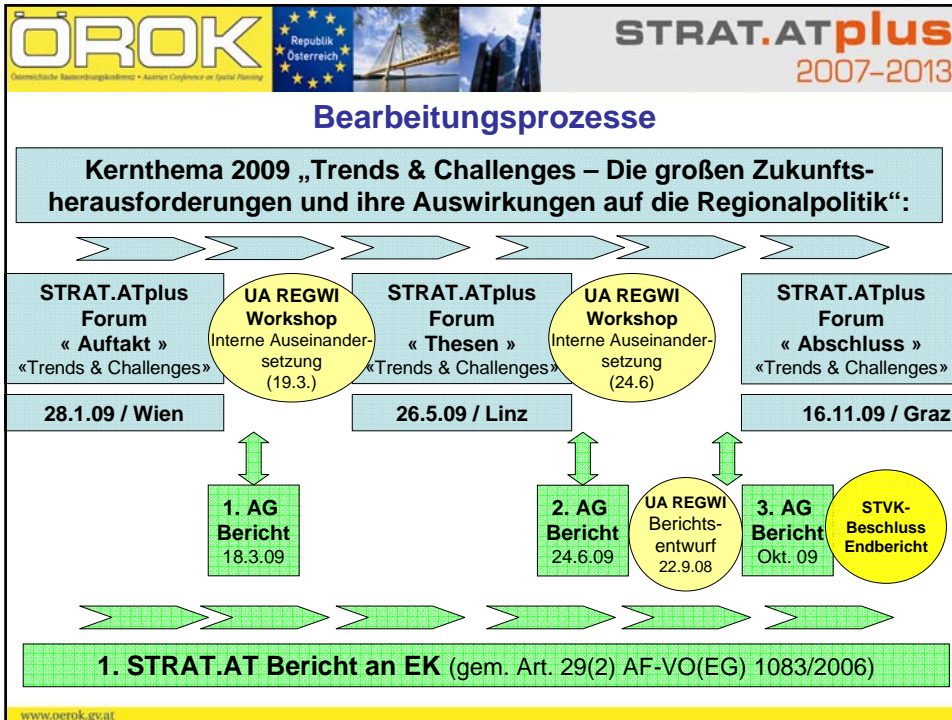 ÖROK
Österreichische Raumordnungskonferenz • Austrian Conference on Spatial Planning
Republik
Österreich
STRAT.ATplus
2007–2013
Bearbeitungsprozesse
Kernthema 2009 „Trends & Challenges – Die großen Zukunfts-
herausforderungen und ihre Auswirkungen auf die Regionalpolitik“:
STRAT.ATplus
Forum
« Auftakt »
«Trends & Challenges»
28.1.09 / Wien
UA REGWI
Workshop
Interne Auseinander-
setzung
(19.3.)
STRAT.ATplus
Forum
« Thesen »
«Trends & Challenges»
26.5.09 / Linz
UA REGWI
Workshop
Interne Auseinander-
setzung
(24.6)
STRAT.ATplus
Forum
« Abschluss »
«Trends & Challenges»
16.11.09 / Graz
1. AG
Bericht
18.3.09
2. AG
Bericht
24.6.09
UA REGWI
Berichts-
entwurf
22.9.08
3. AG
Bericht
Okt. 09
STVK-
Beschluss
Endbericht
1. STRAT.AT Bericht an EK (gem. Art. 29(2) AF-VO(EG) 1083/2006)
www.oerok.gv.at